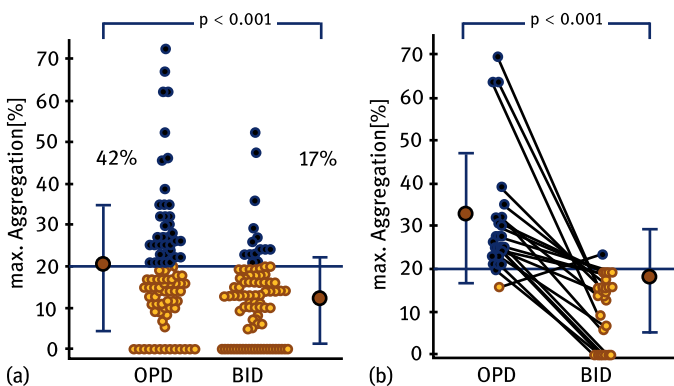 p < 0.001
max. Aggregation[%]
70
60
50
40
30
20
10
0
42%
17%
OPD BID
(a)
p < 0.001
max. Aggregation[%]
70
60
50
40
30
20
10
0
OPD BID
(b)